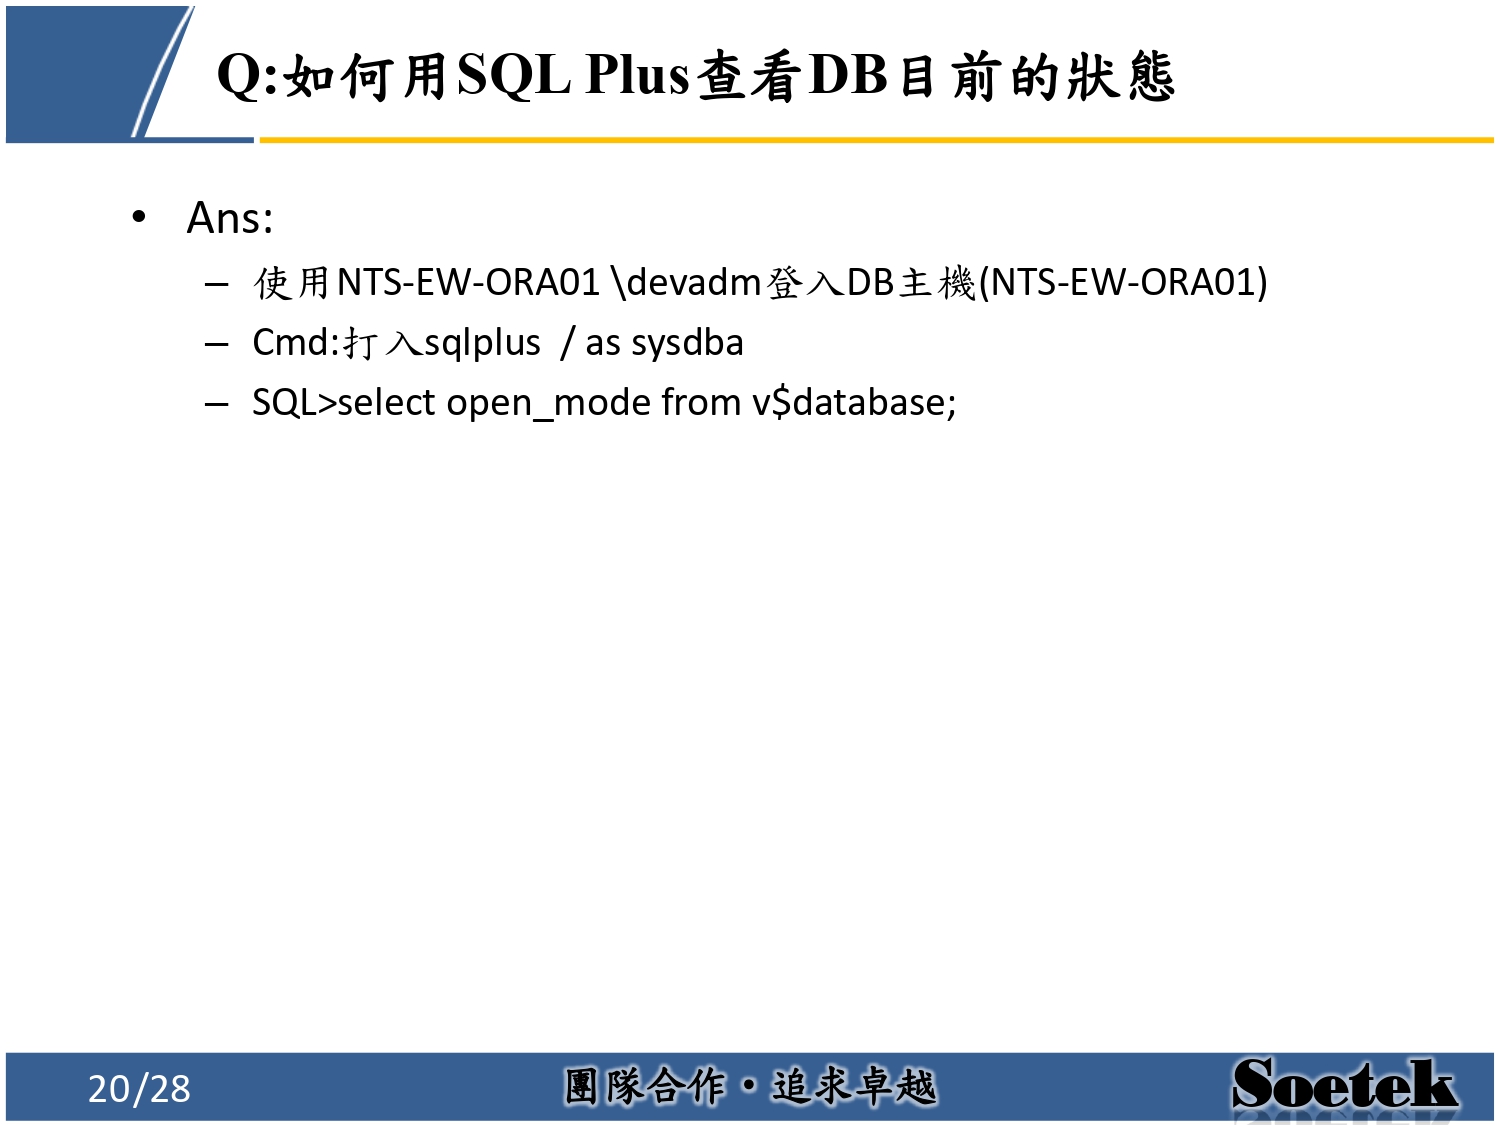 Q:如何用SQL Plus查看DB目前的狀態
• Ans:
– 使用NTS-EW-ORA01 \devadm登入DB主機(NTS-EW-ORA01)
– Cmd:打入sqlplus / as sysdba
– SQL>select open_mode from v$database;
20/28
團隊合作・追求卓越
Soetek